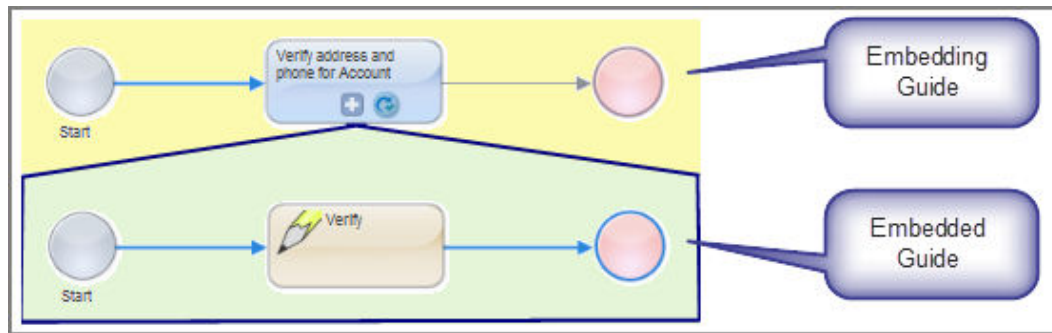 Verify address and
phone for Account
Start
Embedding
Guide
Verify
Start
Embedded
Guide